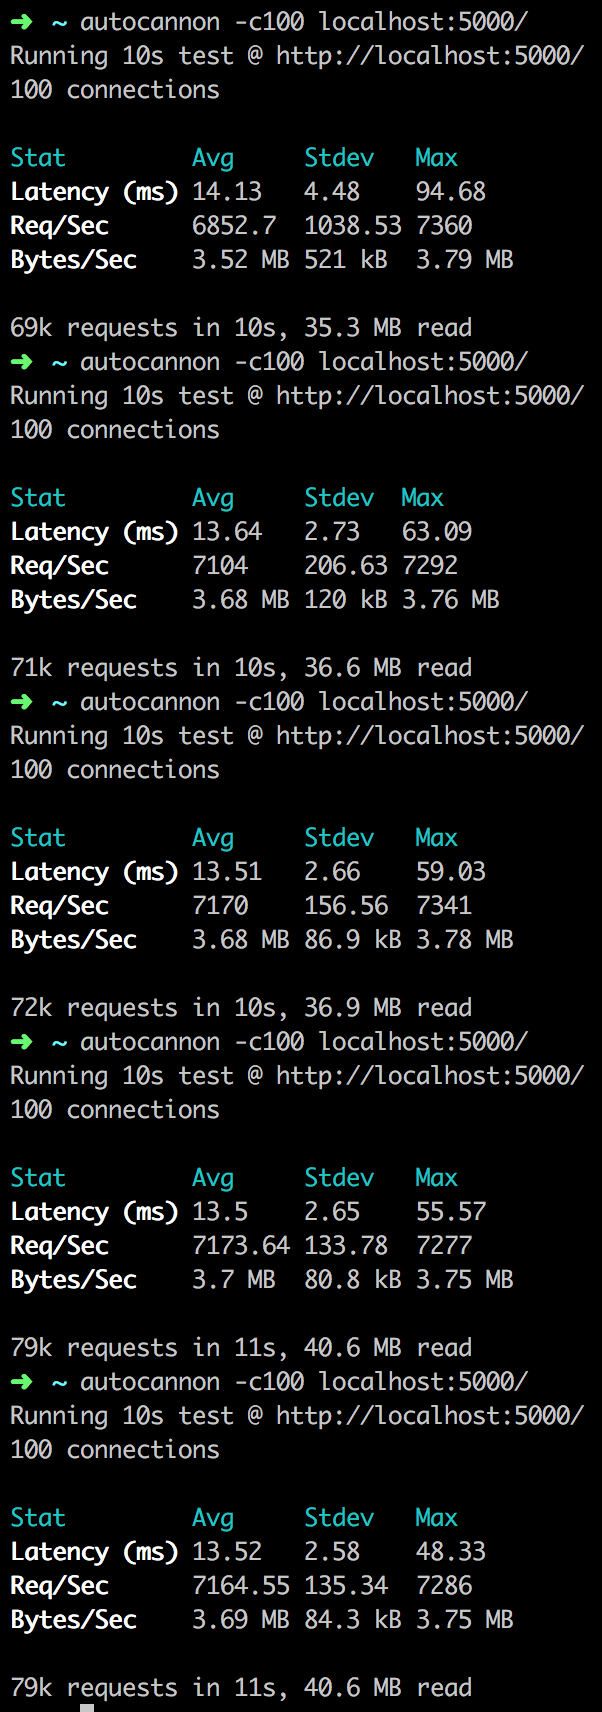 ➜ ~ autocannon -c100 localhost:5000/
Running 10s test @ http://localhost:5000/
100 connections
Stat Avg Stdev Max
Latency (ms) 14.13 4.48 94.68
Req/Sec 6852.7 1038.53 7360
Bytes/Sec 3.52 MB 521 kB 3.79 MB
69k requests in 10s, 35.3 MB read
➜ ~ autocannon -c100 localhost:5000/
Running 10s test @ http://localhost:5000/
100 connections
Stat Avg Stdev Max
Latency (ms) 13.64 2.73 63.09
Req/Sec 7104 206.63 7292
Bytes/Sec 3.68 MB 120 kB 3.76 MB
71k requests in 10s, 36.6 MB read
➜ ~ autocannon -c100 localhost:5000/
Running 10s test @ http://localhost:5000/
100 connections
Stat Avg Stdev Max
Latency (ms) 13.51 2.66 59.03
Req/Sec 7170 156.56 7341
Bytes/Sec 3.68 MB 86.9 kB 3.78 MB
72k requests in 10s, 36.9 MB read
➜ ~ autocannon -c100 localhost:5000/
Running 10s test @ http://localhost:5000/
100 connections
Stat Avg Stdev Max
Latency (ms) 13.5 2.65 55.57
Req/Sec 7173.64 133.78 7277
Bytes/Sec 3.7 MB 80.8 kB 3.75 MB
79k requests in 11s, 40.6 MB read
➜ ~ autocannon -c100 localhost:5000/
Running 10s test @ http://localhost:5000/
100 connections
Stat Avg Stdev Max
Latency (ms) 13.52 2.58 48.33
Req/Sec 7164.55 135.34 7286
Bytes/Sec 3.69 MB 84.3 kB 3.75 MB
79k requests in 11s, 40.6 MB read